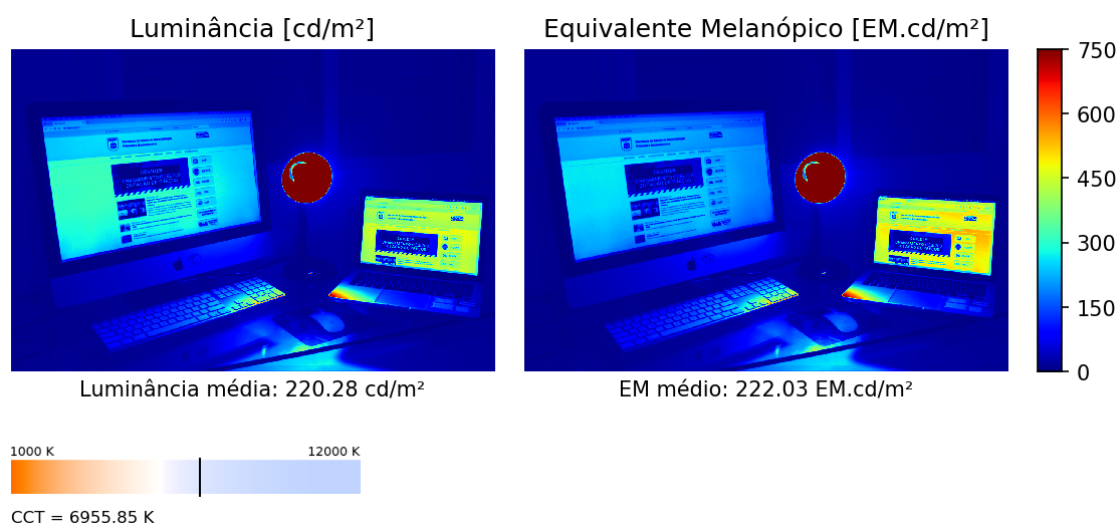 Luminância [cd/m²]
Equivalente Melanópico [EM.cd/m²]
750
600
450
300
150
0
Luminância média: 220.28 cd/m²
EM médio: 222.03 EM.cd/m²
1000 K
12000 K
CCT = 6955.85 K